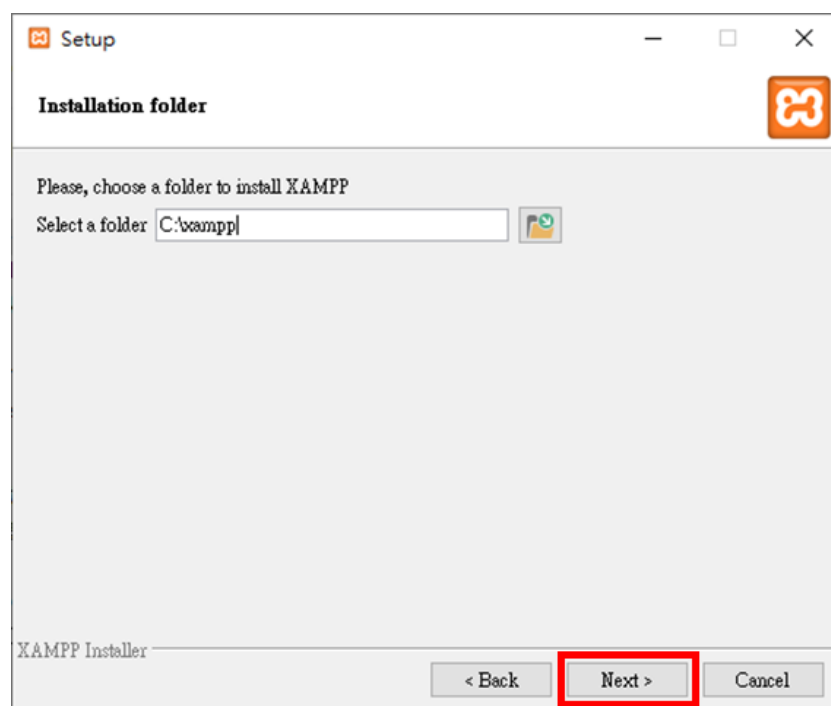 Setup
Installation folder
Please, choose a folder to install XAMPP
Select a folder C:\xampp
XAMPP Installer
< Back Next > Cancel